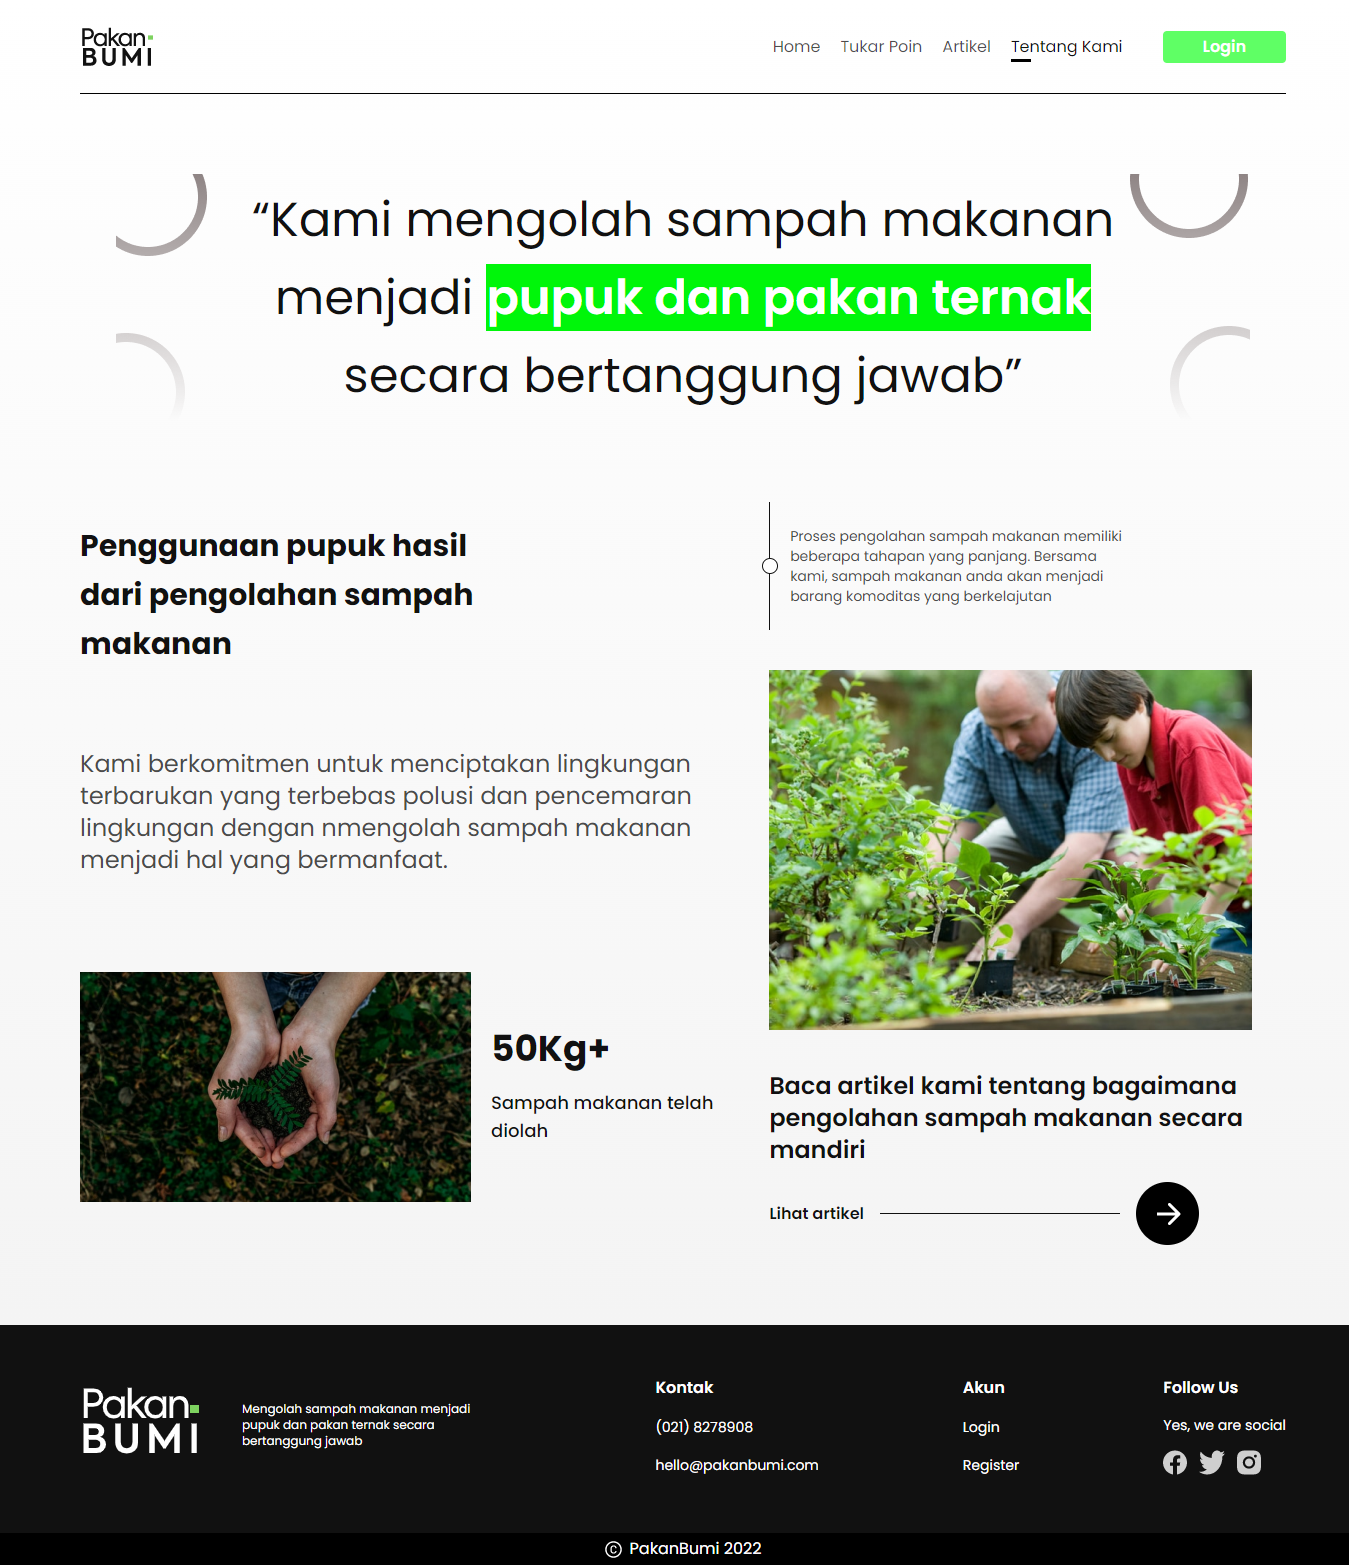 Pakan
BUMI
Home
Tukar Poin
Artikel
Tentang Kami
Login
“Kami mengolah sampah makanan
menjadi pupuk dan pakan ternak
secara bertanggung jawab”
Penggunaan pupuk hasil
dari pengolahan sampah
makanan
Proses pengolahan sampah makanan memiliki
beberapa tahapan yang panjang. Bersama
kami, sampah makanan anda akan menjadi
barang komoditas yang berkelajutan
Kami berkomitmen untuk menciptakan lingkungan
terbarukan yang terbebas polusi dan pencemaran
lingkungan dengan nmengolah sampah makanan
menjadi hal yang bermanfaat.
50Kg+
Sampah makanan telah
diolah
Baca artikel kami tentang bagaimana
pengolahan sampah makanan secara
mandiri
Lihat artikel
Pakan
BUMI
Mengolah sampah makanan menjadi
pupuk dan pakan ternak secara
bertanggung jawab
Kontak
(021) 8278908
hello@pakanbumi.com
Akun
Login
Register
Follow Us
Yes, we are social
© PakanBumi 2022